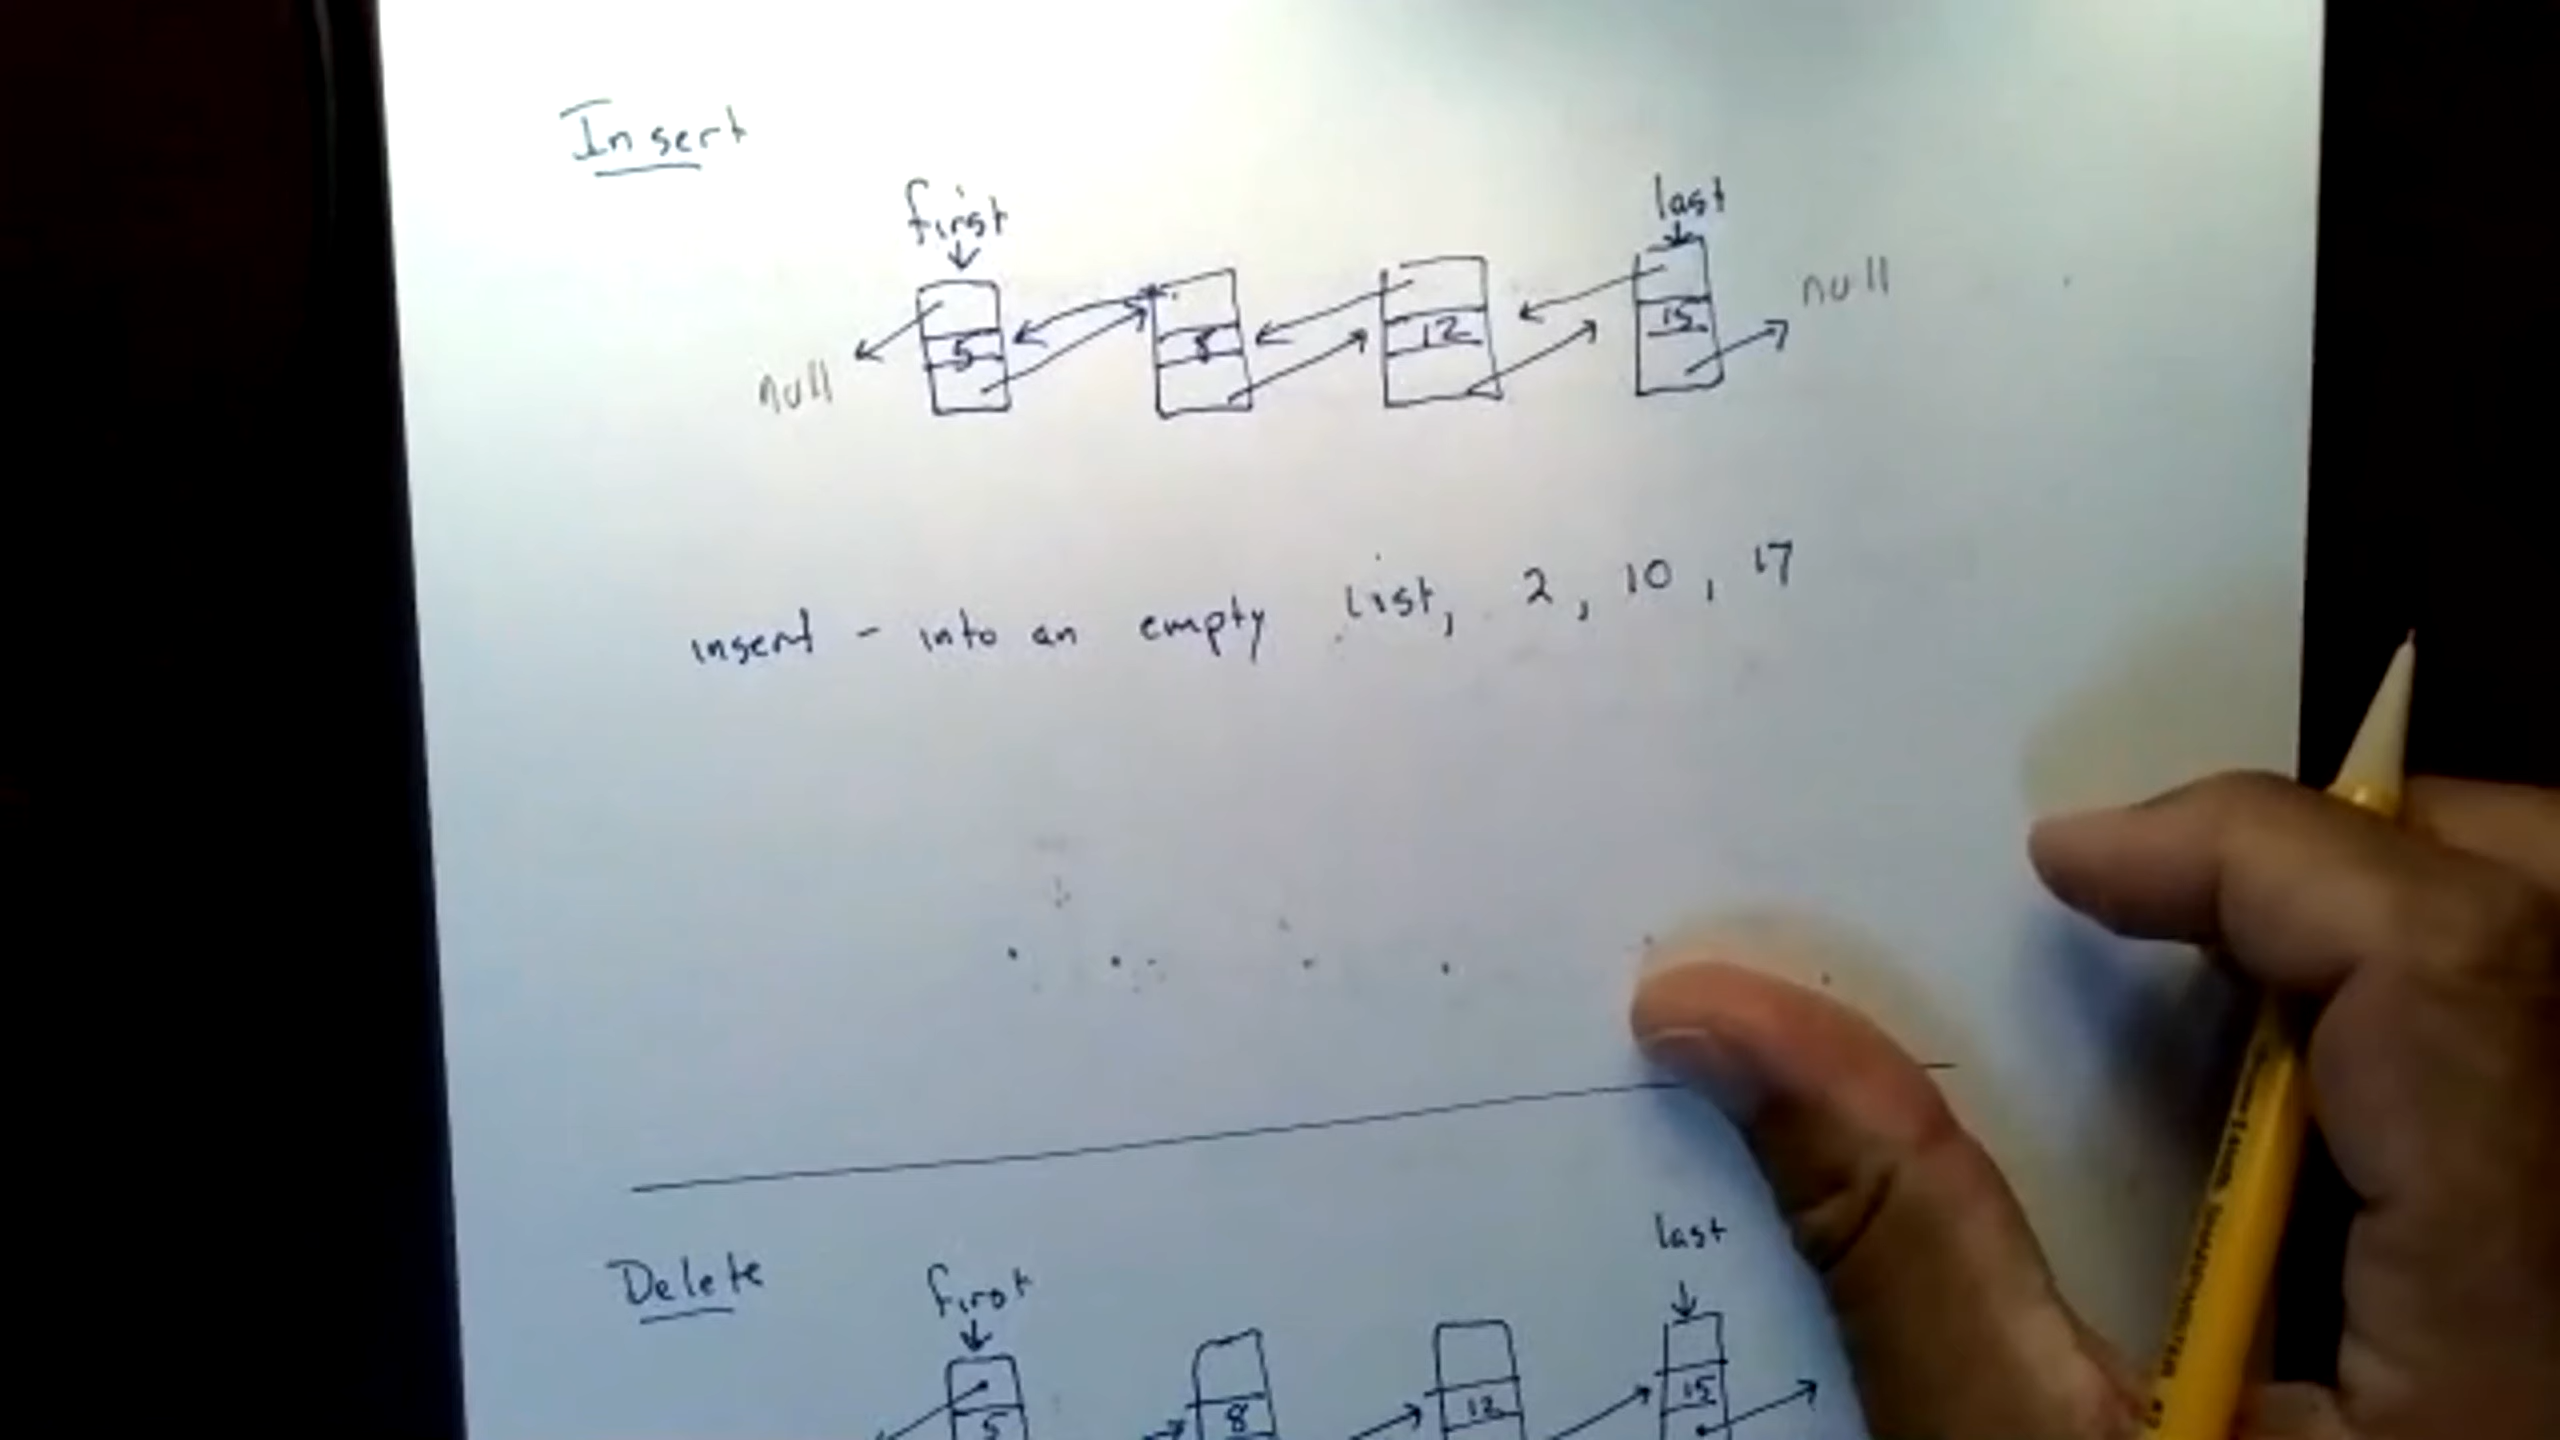 Insert
first
last
null
5
8
12
15
null
insert - into an empty list, 2, 10, 17
Delete
first
last
5
8
12
15